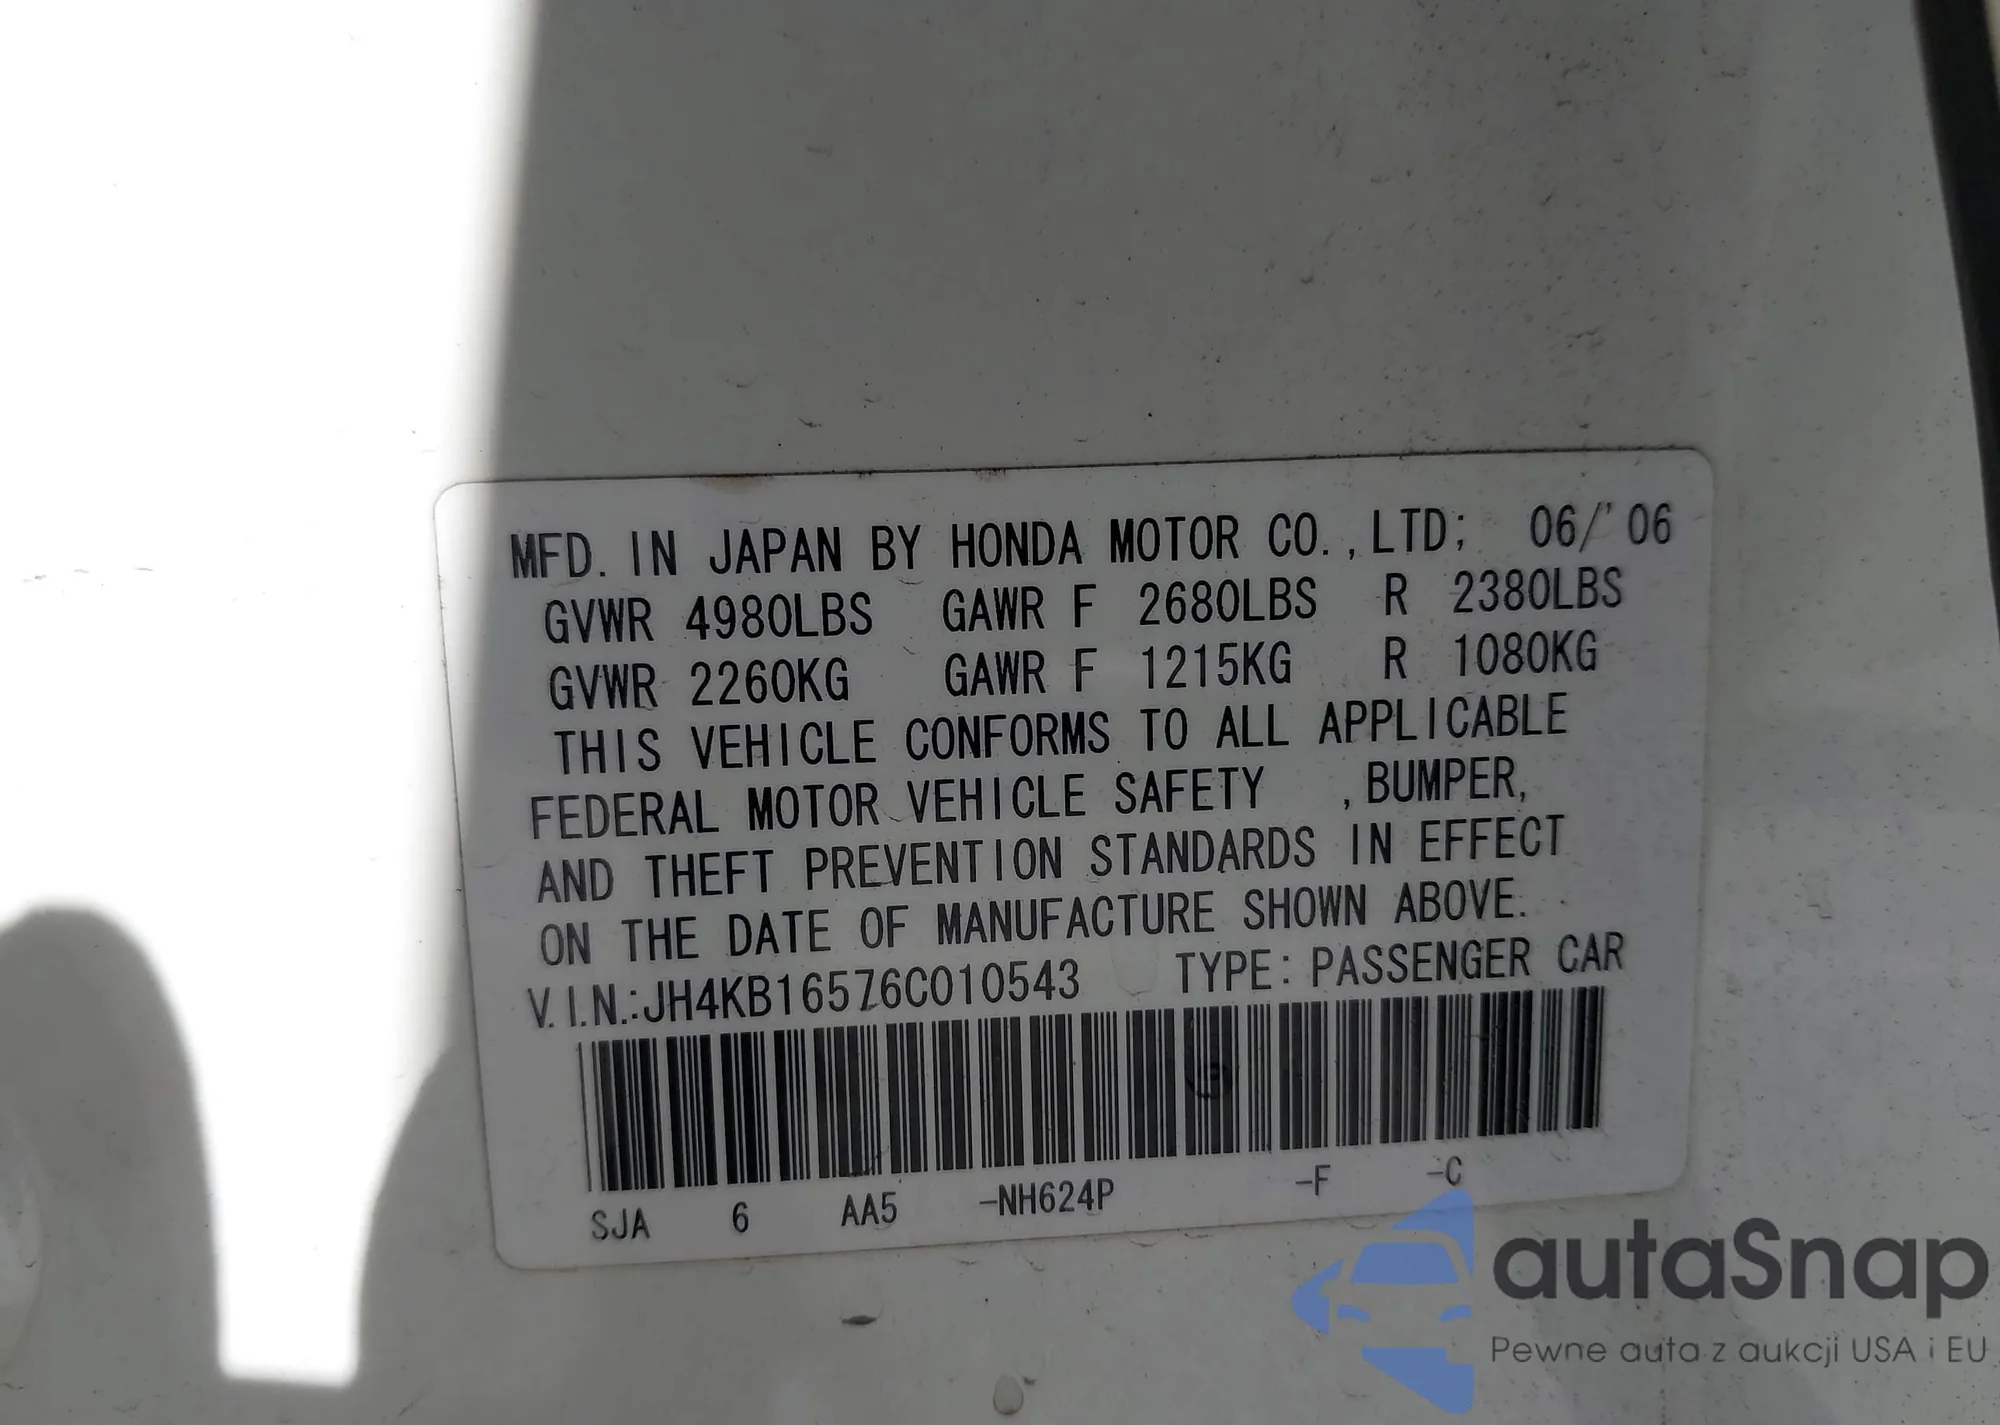 MFD. IN JAPAN BY HONDA MOTOR CO.,LTD; 06/'06
GVWR 4980LBS GAWR F 2680LBS R 2380LBS
GVWR 2260KG GAWR F 1215KG R 1080KG
THIS VEHICLE CONFORMS TO ALL APPLICABLE
FEDERAL MOTOR VEHICLE SAFETY ,BUMPER,
AND THEFT PREVENTION STANDARDS IN EFFECT
ON THE DATE OF MANUFACTURE SHOWN ABOVE.
V.I.N.:JH4KB16576C010543 TYPE:PASSENGER CAR
SJA 6 AA5 -NH624P -F -C
autaSnap
Pewne auta z aukcji USA i EU